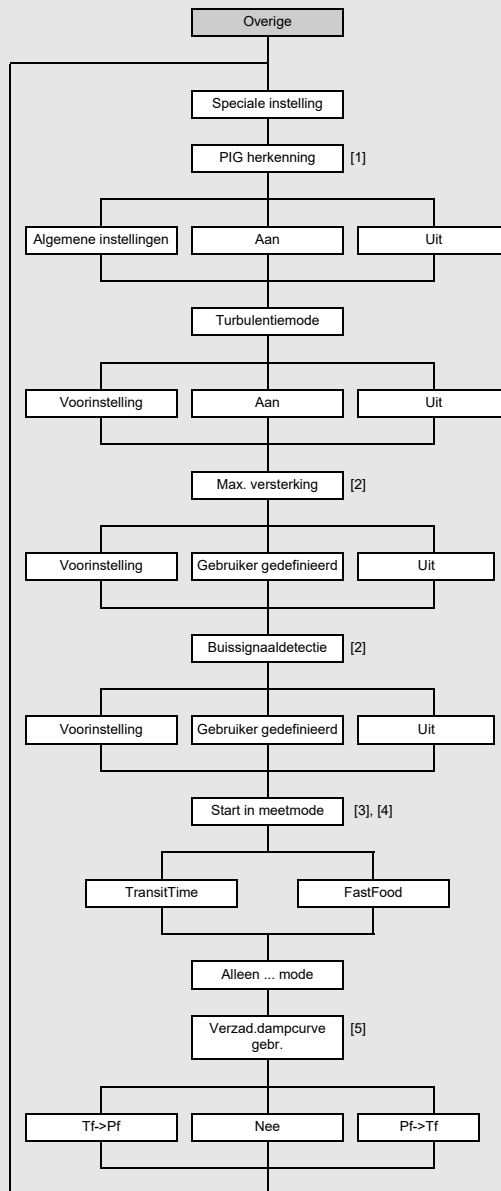 Overige
Speciale instelling
PIG herkenning [1]
Algemene instellingen Aan Uit
Turbulentiemode
Voorinstelling Aan Uit
Max. versterking [2]
Voorinstelling Gebruiker gedefinieerd Uit
Buissignaaldetectie [2]
Voorinstelling Gebruiker gedefinieerd Uit
Start in meetmode [3], [4]
TransitTime FastFood
Alleen ... mode
Verzad.dampcurve [5]
gebr.
Tf->Pf Nee Pf->Tf